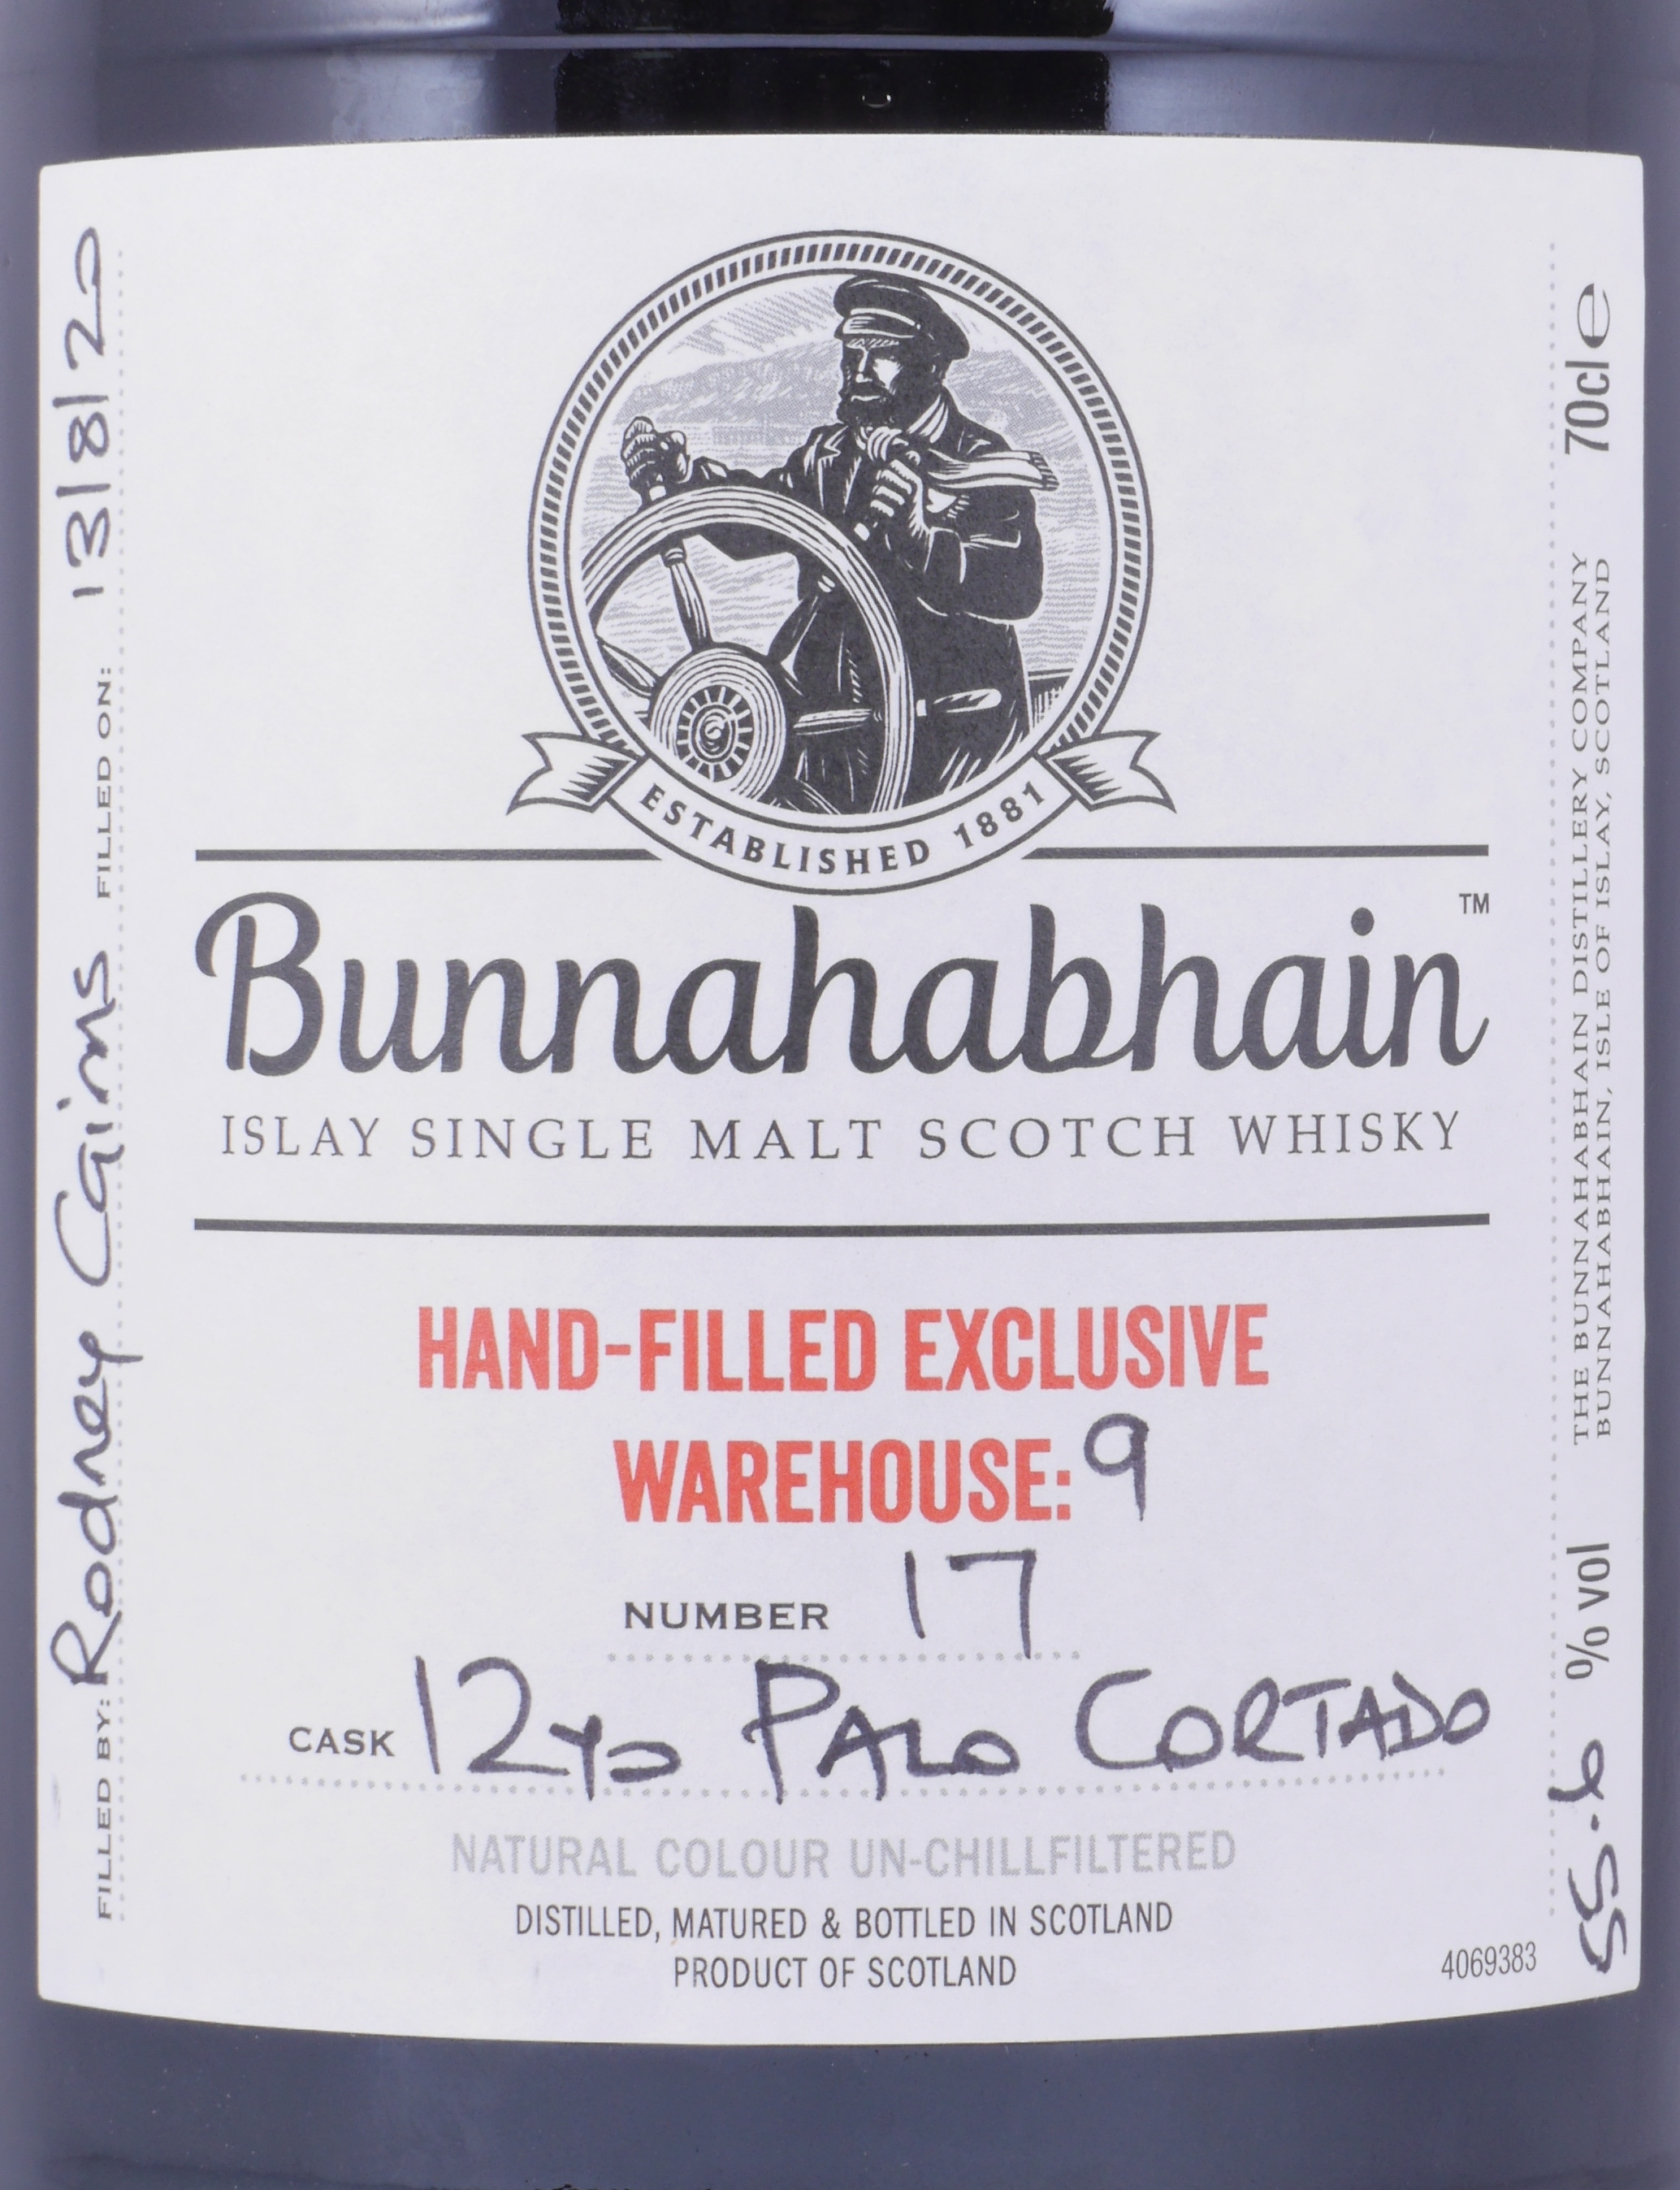 ESTABLISHED 1881
Bunnahabhain™
ISLAY SINGLE MALT SCOTCH WHISKY
HAND-FILLED EXCLUSIVE
WAREHOUSE: 9
NUMBER 17
CASK 12yo PALO CORTADO
NATURAL COLOUR UN-CHILLFILTERED
DISTILLED, MATURED & BOTTLED IN SCOTLAND
PRODUCT OF SCOTLAND
4069383
FILLED BY: Rodney Cairns FILLED ON: 13/8/20
55.6 % vol
THE BUNNAHABHAIN DISTILLERY COMPANY
BUNNAHABHAIN, ISLE OF ISLAY, SCOTLAND
70cl e